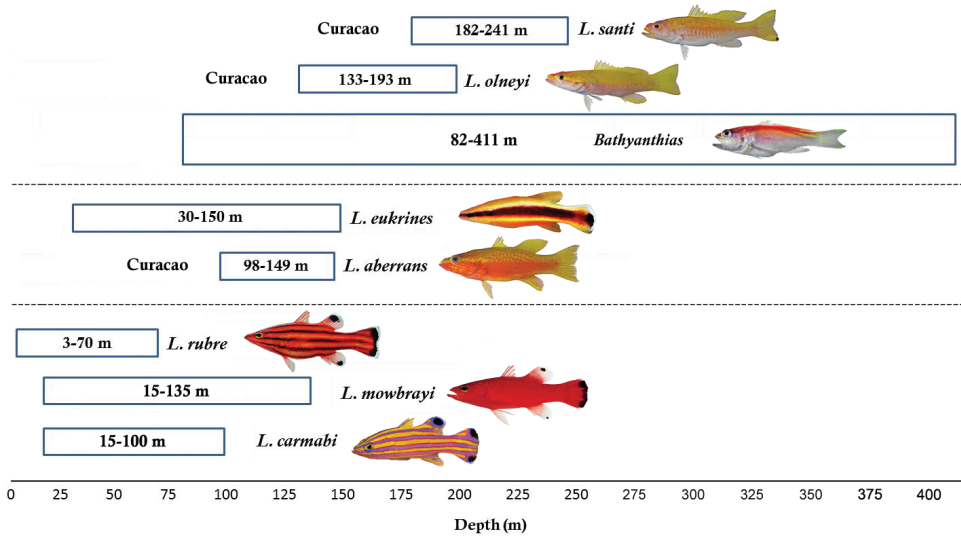 Curacao 182-241 m L. santi
Curacao 133-193 m L. olneyi
82-411 m Bathyanthias
30-150 m L. eukrines
Curacao 98-149 m L. aberrans
3-70 m L. rubre
15-135 m L. mowbrayi
15-100 m L. carmabi
0 25 50 75 100 125 150 175 200 225 250 275 300 325 350 375 400
Depth (m)